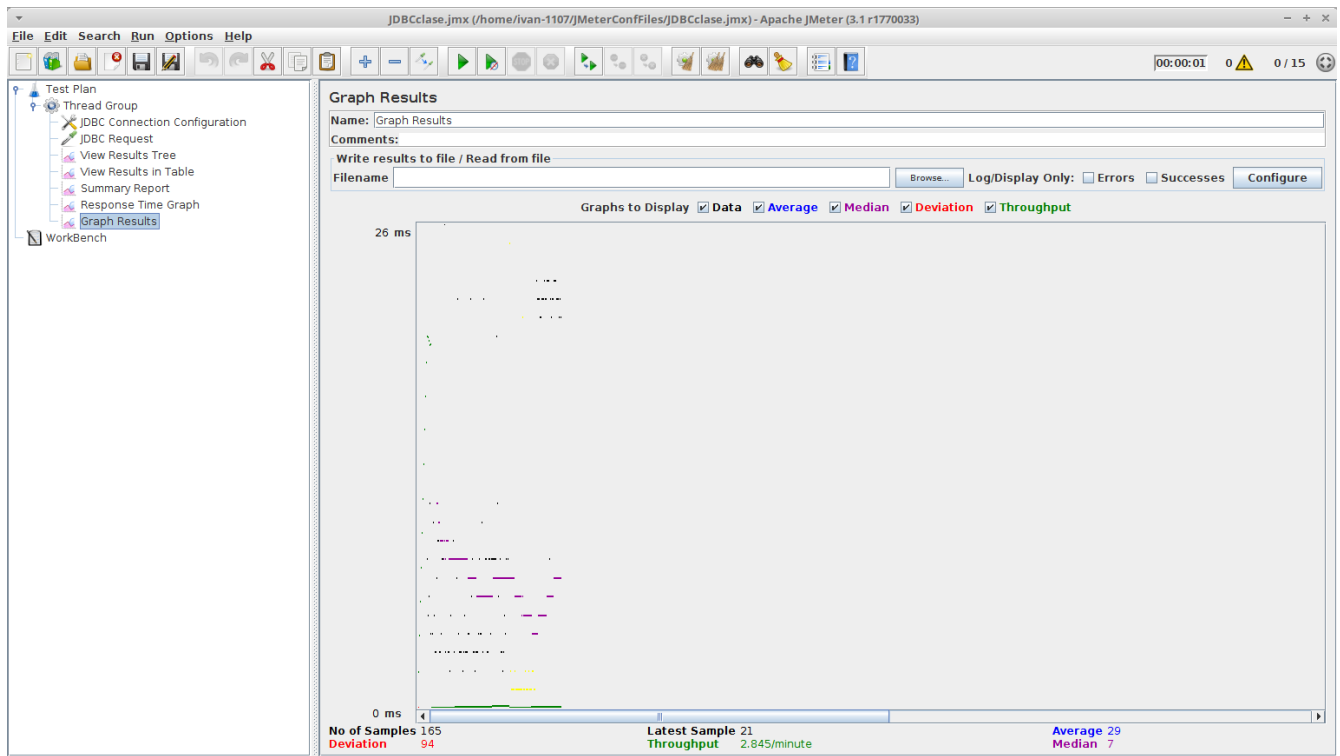 JDBCclase.jmx (/home/ivan-1107/JMeterConfFiles/JDBCclase.jmx) - Apache JMeter (3.1 r1770033)
File Edit Search Run Options Help
00:00:01 0 0 / 15
Test Plan
Thread Group
JDBC Connection Configuration
JDBC Request
View Results Tree
View Results in Table
Summary Report
Response Time Graph
Graph Results
WorkBench
Graph Results
Name: Graph Results
Comments:
Write results to file / Read from file
Filename Browse... Log/Display Only: Errors Successes Configure
Graphs to Display Data Average Median Deviation Throughput
26 ms
0 ms
No of Samples 165 Latest Sample 21 Average 29
Deviation 94 Throughput 2.845/minute Median 7